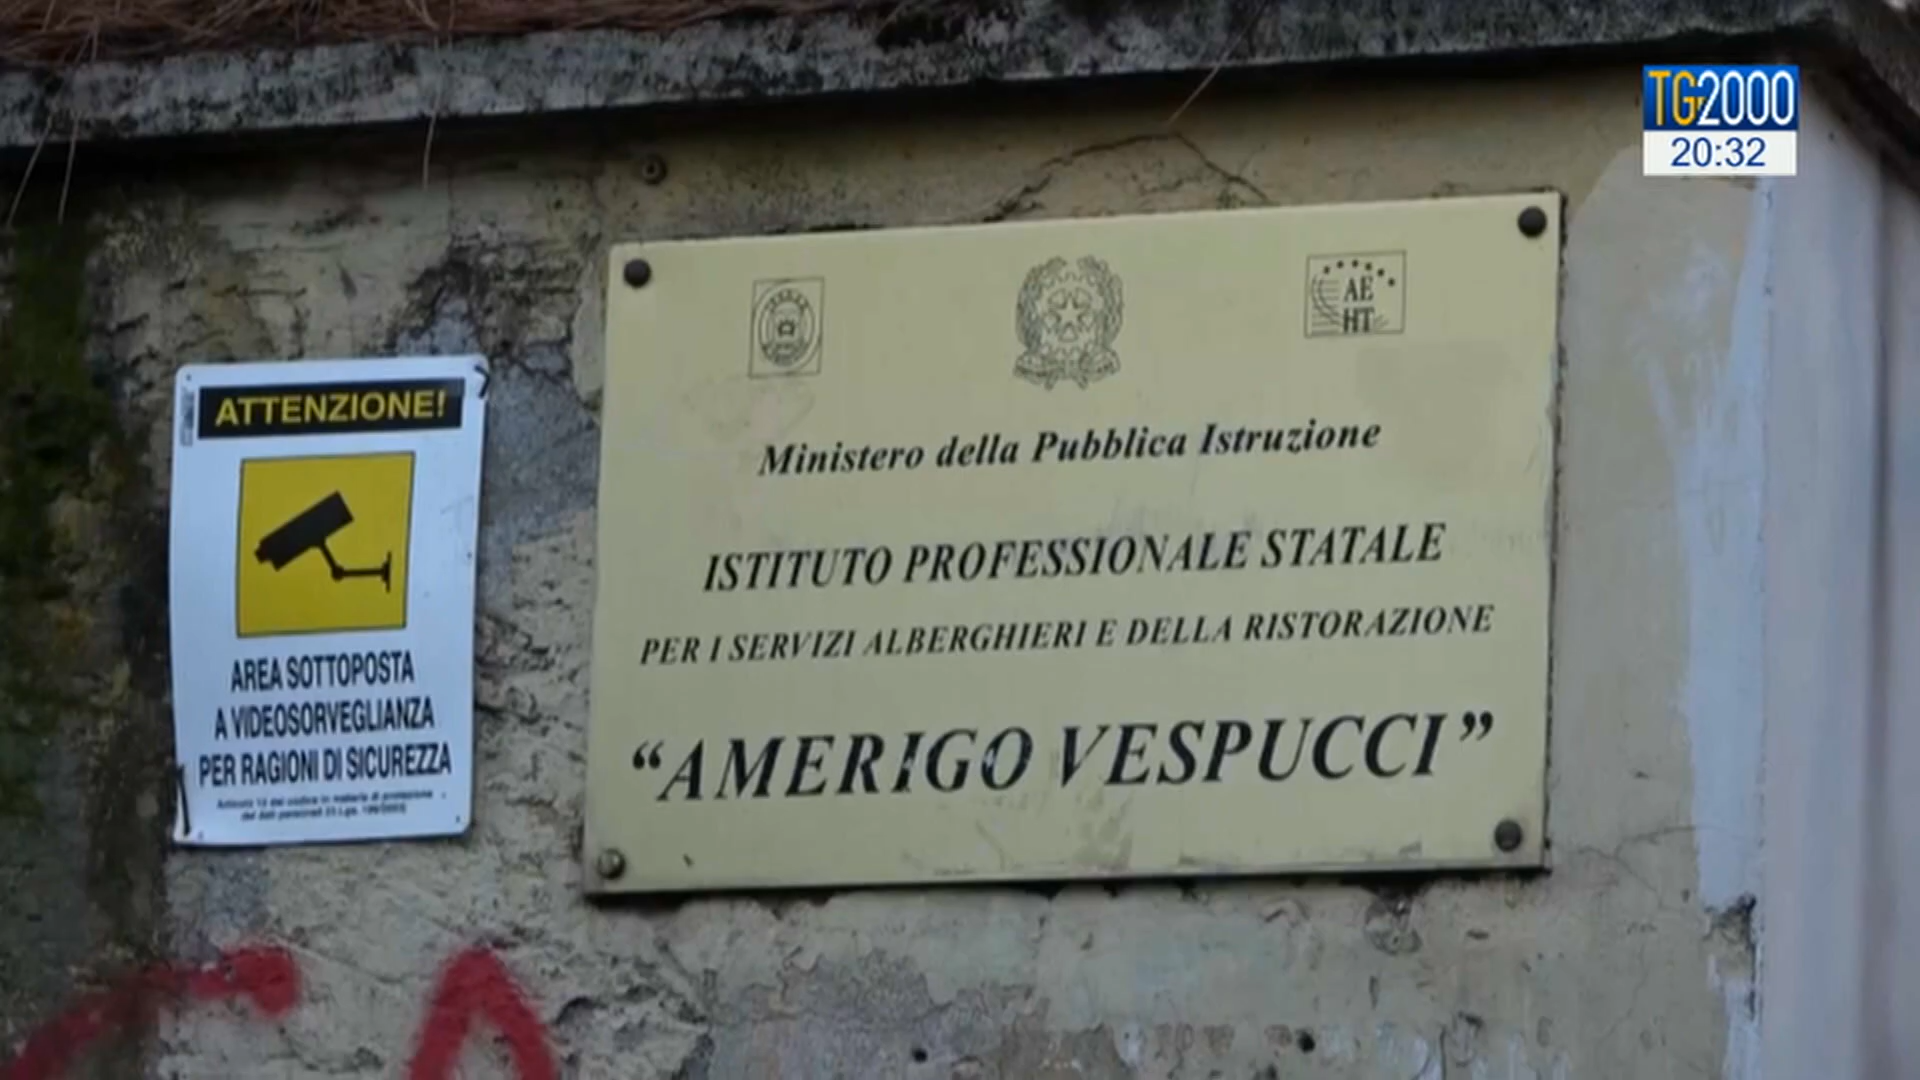 TG2000
20:32
AE
HT
Ministero della Pubblica Istruzione
ISTITUTO PROFESSIONALE STATALE
PER I SERVIZI ALBERGHIERI E DELLA RISTORAZIONE
“AMERIGO VESPUCCI”
ATTENZIONE!
AREA SOTTOPOSTA
A VIDEOSORVEGLIANZA
PER RAGIONI DI SICUREZZA